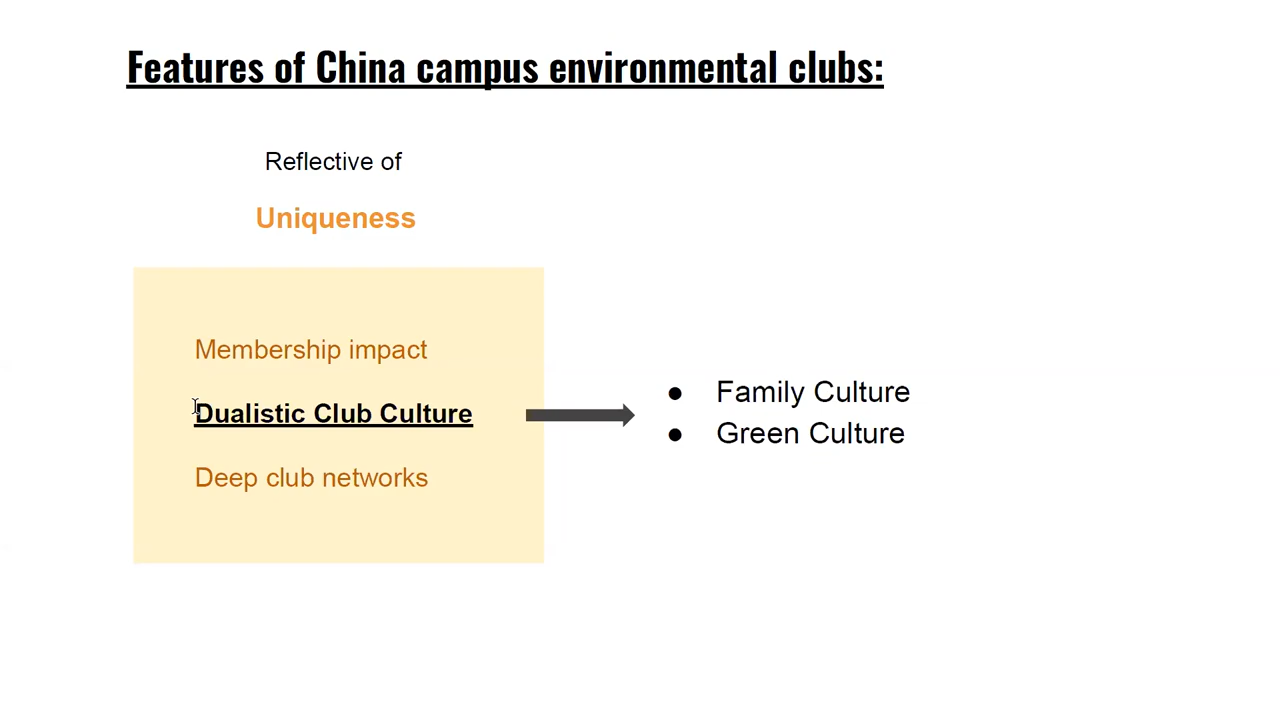 Features of China campus environmental clubs:
Reflective of
Uniqueness
Membership impact
Dualistic Club Culture
Deep club networks
● Family Culture
● Green Culture